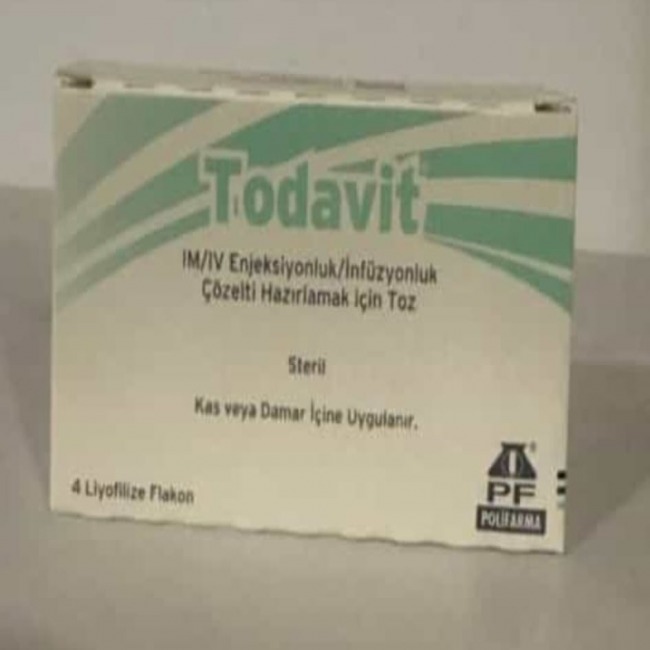 Todavit
IM/IV Enjeksiyonluk/İnfüzyonluk
Çözelti Hazırlamak İçin Toz
Steril
Kas veya Damar İçine Uygulanır.
4 Liyofilize Flakon
PF
POLİFARMA